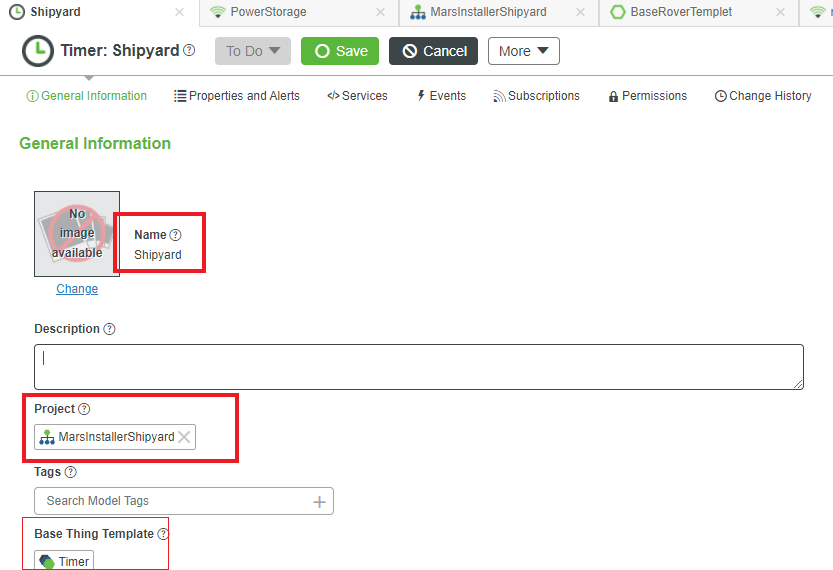 Shipyard
PowerStorage
MarsInstallerShipyard
BaseRoverTemplet
Timer: Shipyard ?
To Do
Save
Cancel
More
General Information
Properties and Alerts
</> Services
Events
Subscriptions
Permissions
Change History
General Information
No
image
available
Change
Name ?
Shipyard
Description ?
Project ?
MarsInstallerShipyard
Tags ?
Search Model Tags
Base Thing Template ?
Timer